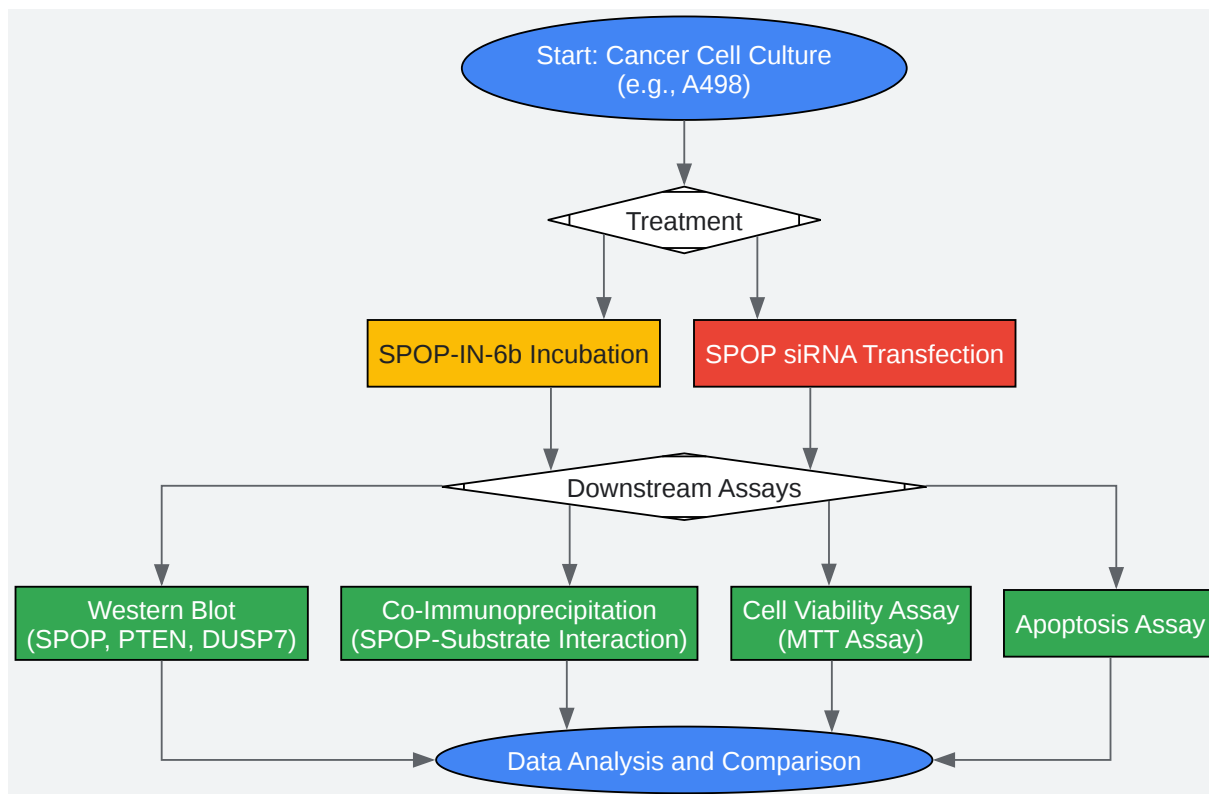 Start: Cancer Cell Culture
(e.g., A498)
Treatment
SPOP-IN-6b Incubation
SPOP siRNA Transfection
Downstream Assays
Western Blot
(SPOP, PTEN, DUSP7)
Co-Immunoprecipitation
(SPOP-Substrate Interaction)
Cell Viability Assay
(MTT Assay)
Apoptosis Assay
Data Analysis and Comparison